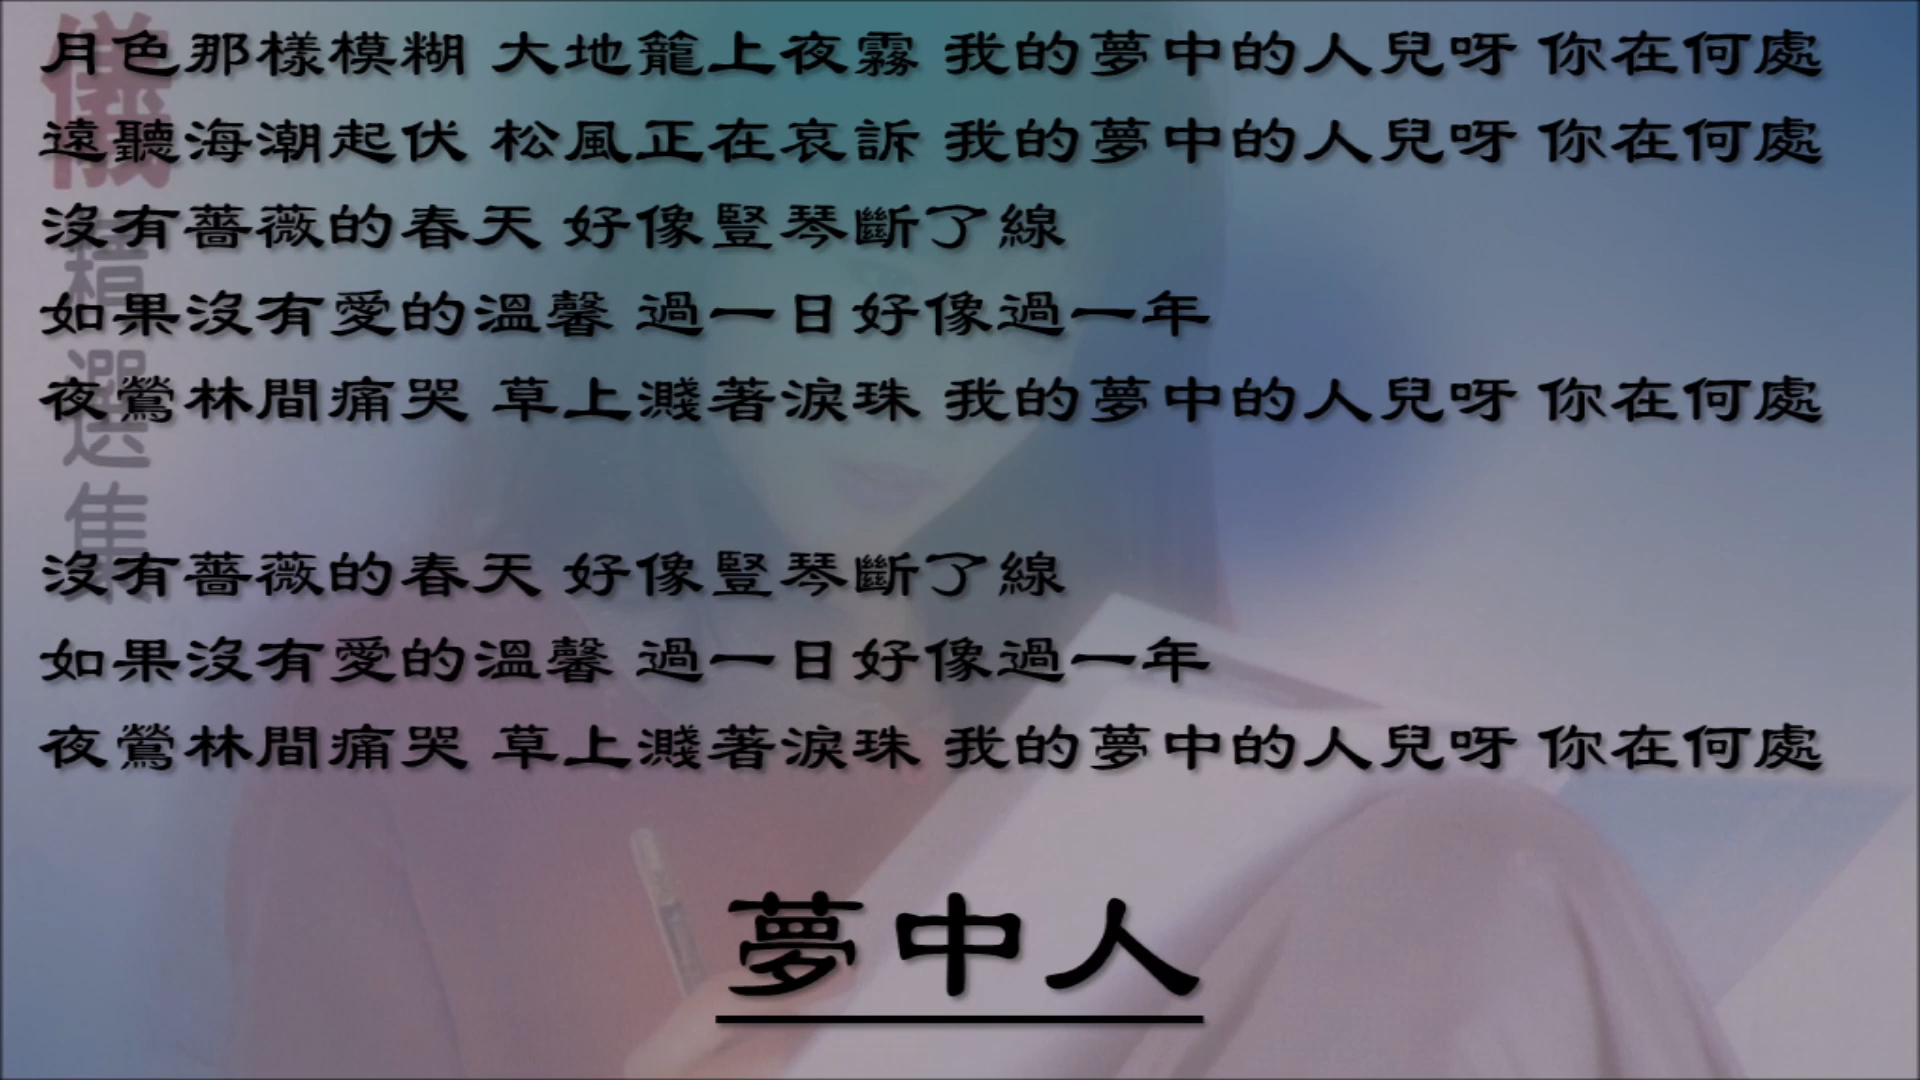 月色那樣模糊 大地籠上夜霧 我的夢中的人兒呀 你在何處
遠聽海潮起伏 松風正在哀訴 我的夢中的人兒呀 你在何處
沒有薔薇的春天 好像豎琴斷了線
如果沒有愛的溫馨 過一日好像過一年
夜鶯林間痛哭 草上濺著淚珠 我的夢中的人兒呀 你在何處
沒有薔薇的春天 好像豎琴斷了線
如果沒有愛的溫馨 過一日好像過一年
夜鶯林間痛哭 草上濺著淚珠 我的夢中的人兒呀 你在何處
夢中人
儀
精選集